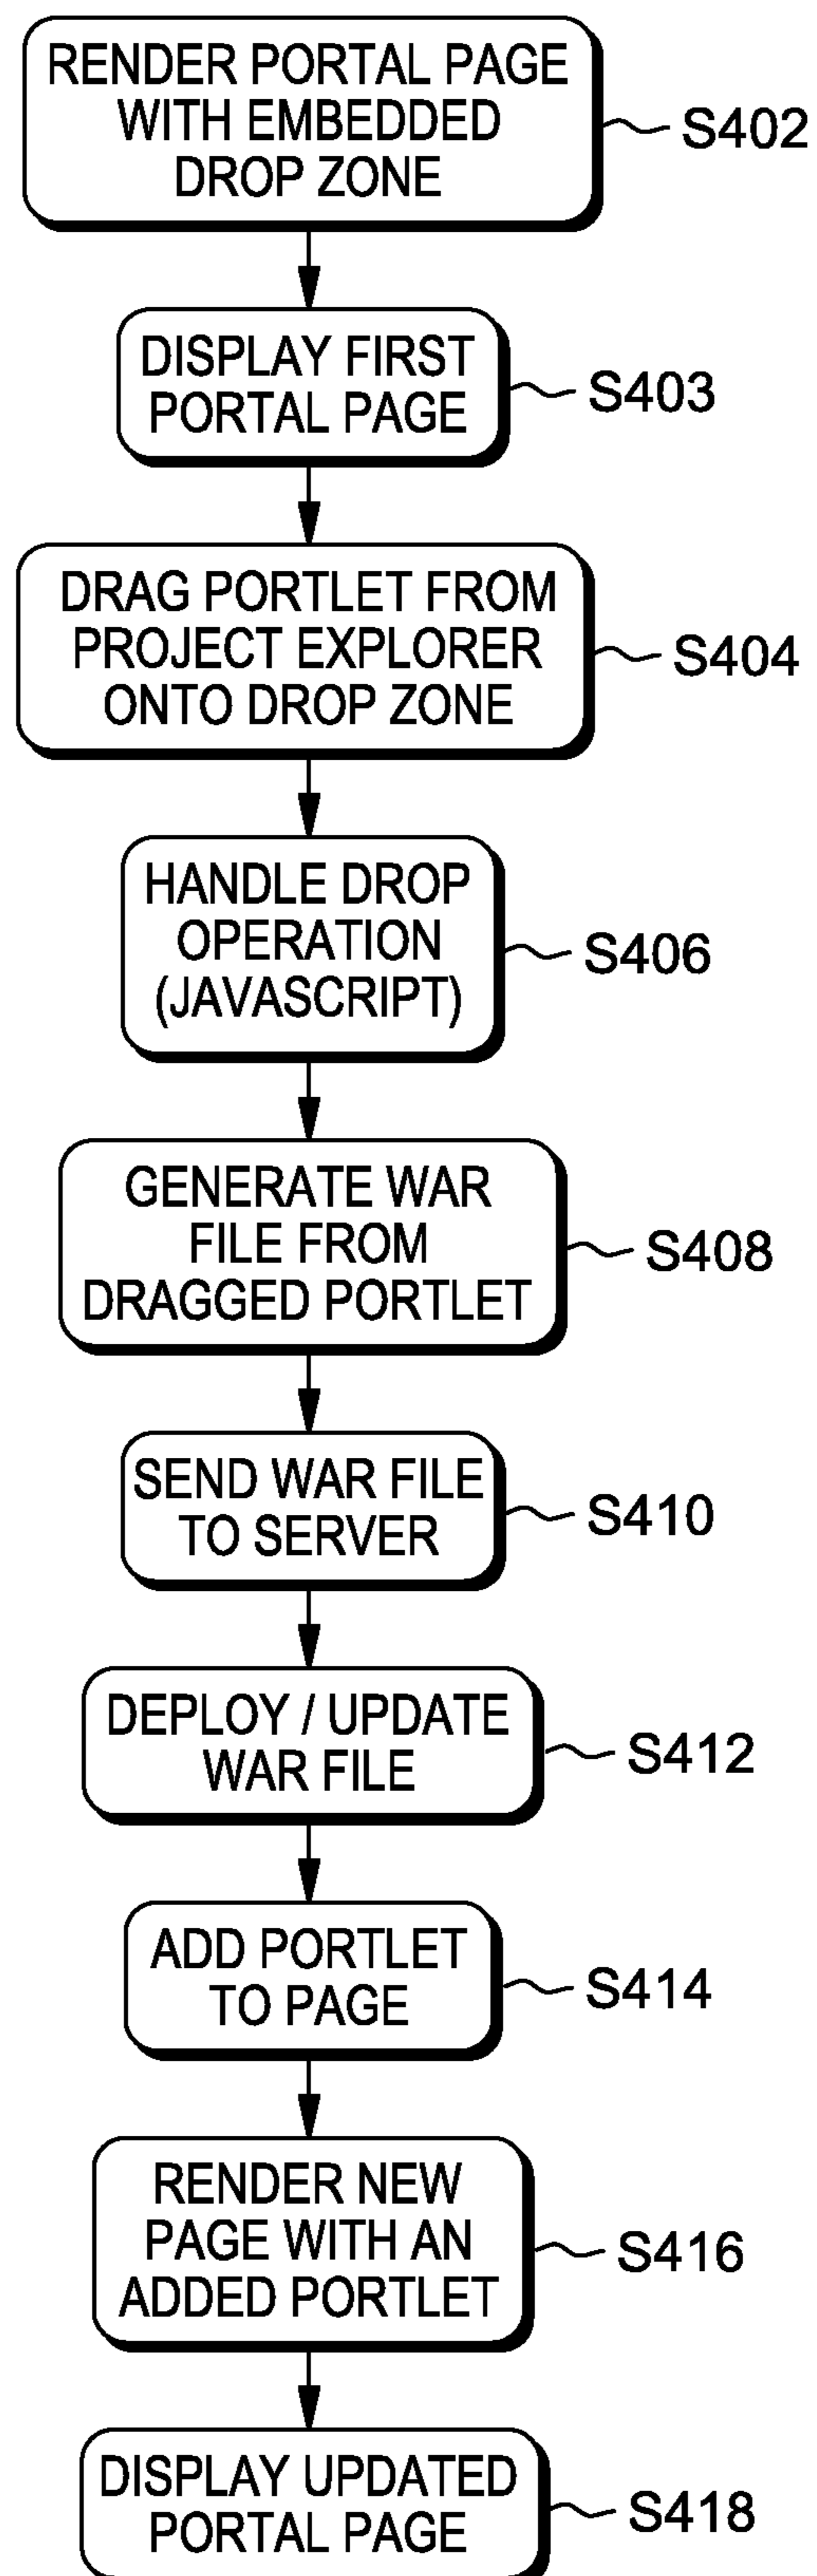 RENDER PORTAL PAGE
WITH EMBEDDED
DROP ZONE
S402
DISPLAY FIRST
PORTAL PAGE
S403
DRAG PORTLET FROM
PROJECT EXPLORER
ONTO DROP ZONE
S404
HANDLE DROP
OPERATION
(JAVASCRIPT)
S406
GENERATE WAR
FILE FROM
DRAGGED PORTLET
S408
SEND WAR FILE
TO SERVER
S410
DEPLOY / UPDATE
WAR FILE
S412
ADD PORTLET
TO PAGE
S414
RENDER NEW
PAGE WITH AN
ADDED PORTLET
S416
DISPLAY UPDATED
PORTAL PAGE
S418